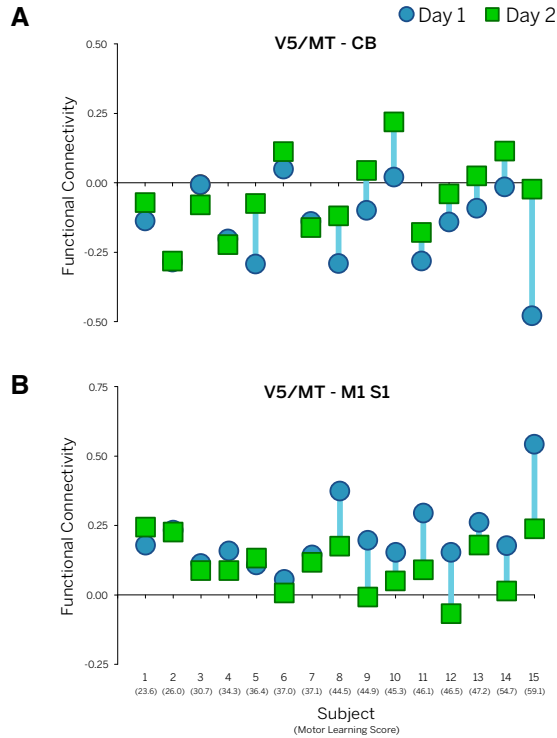 A
Day 1 Day 2
V5/MT - CB
Functional Connectivity
0.50
0.25
0.00
-0.25
-0.50
B
V5/MT - M1 S1
Functional Connectivity
0.75
0.50
0.25
0.00
-0.25
1 2 3 4 5 6 7 8 9 10 11 12 13 14 15
(23.6) (26.0) (30.7) (34.3) (36.4) (37.0) (37.1) (44.5) (44.9) (45.3) (46.1) (46.5) (47.2) (54.7) (59.1)
Subject
(Motor Learning Score)